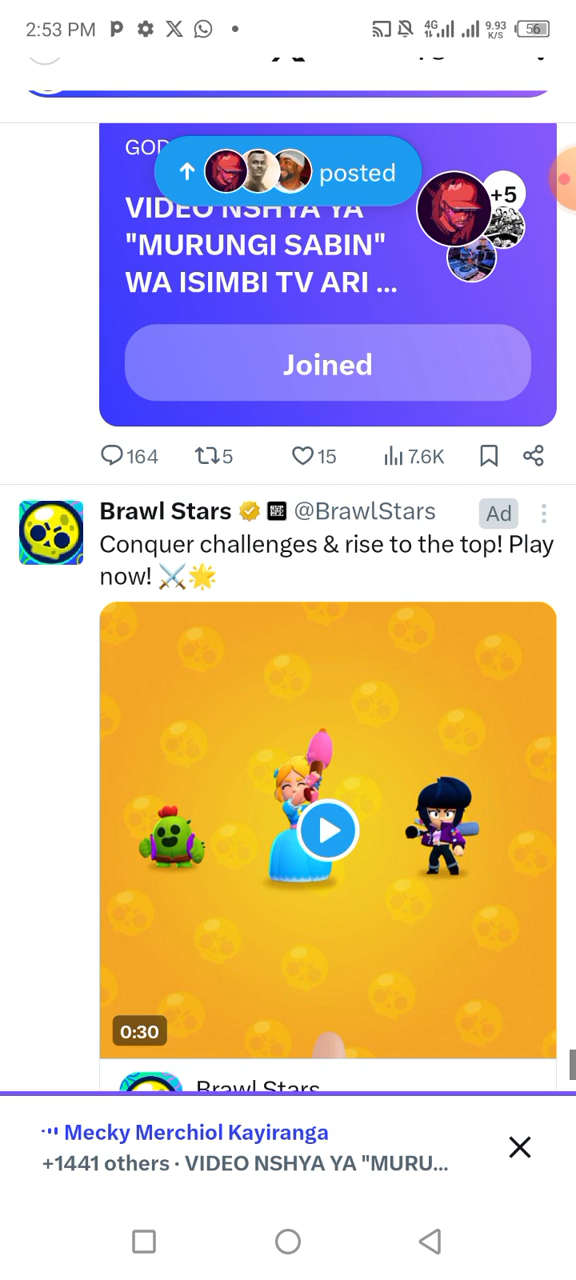 2:53 PM
4G
9.93
K/S
56
GOD
posted
VIDEO NSHYA YA
+5
"MURUNGI SABIN"
WA ISIMBI TV ARI ...
Joined
164 5 15 7.6K
Brawl Stars @BrawlStars Ad
Conquer challenges & rise to the top! Play
now! ⚔️🌟
0:30
Brawl Stars
Mecky Merchiol Kayiranga
+1441 others · VIDEO NSHYA YA "MURU...